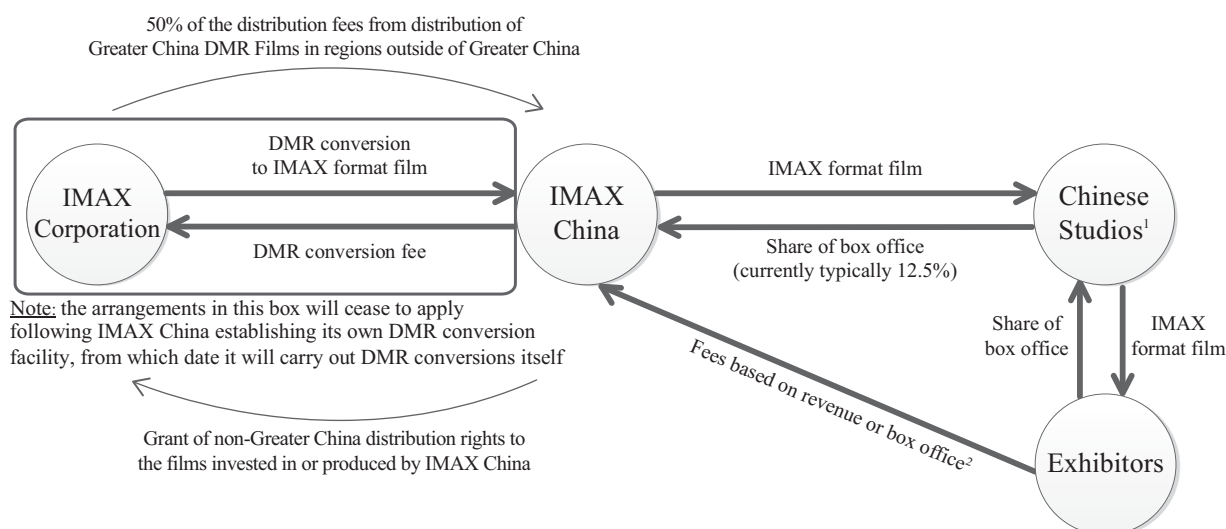 50% of the distribution fees from distribution of
Greater China DMR Films in regions outside of Greater China
IMAX
Corporation
DMR conversion
to IMAX format film
DMR conversion fee
IMAX
China
IMAX format film
Share of box office
(currently typically 12.5%)
Chinese
Studios¹
Note: the arrangements in this box will cease to apply
following IMAX China establishing its own DMR conversion
facility, from which date it will carry out DMR conversions itself
Share of
box office
IMAX
format film
Fees based on revenue or box office²
Grant of non-Greater China distribution rights to
the films invested in or produced by IMAX China
Exhibitors